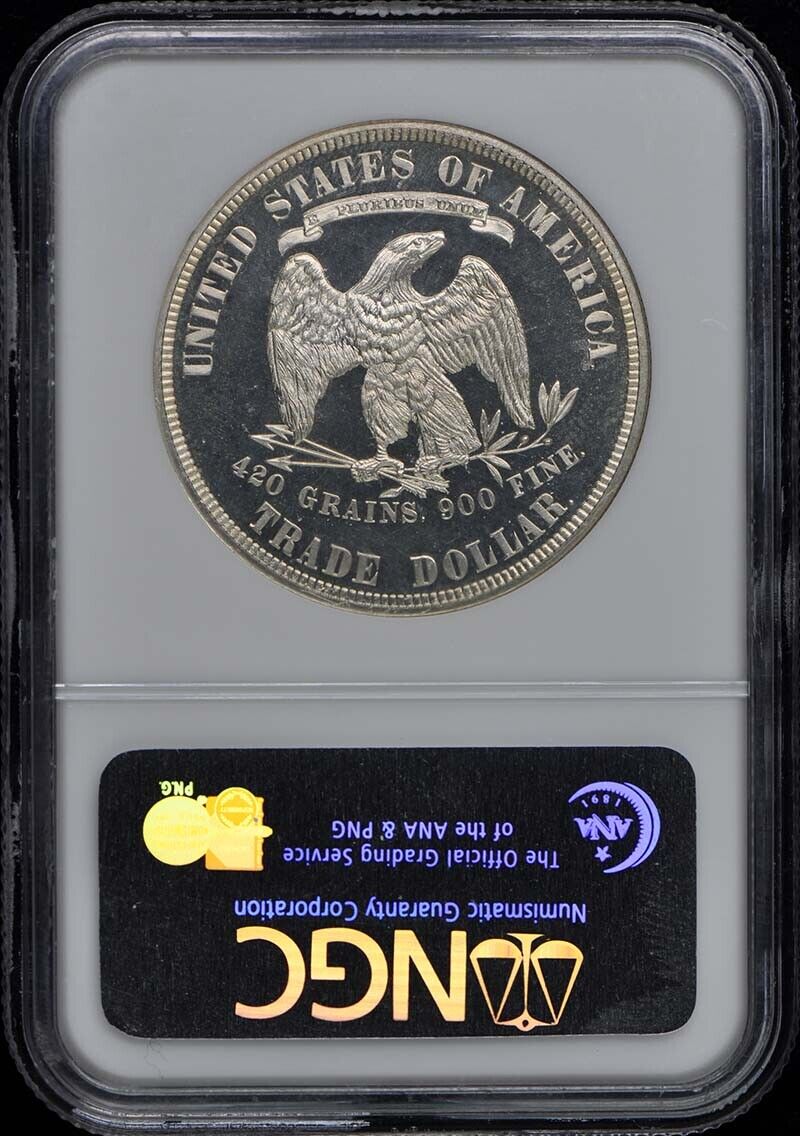 UNITED STATES OF AMERICA
E PLURIBUS UNUM
420 GRAINS. 900 FINE.
TRADE DOLLAR.
NGC
Numismatic Guaranty Corporation
The Official Grading Service
of the ANA & PNG
ANA
1891
P.N.G.